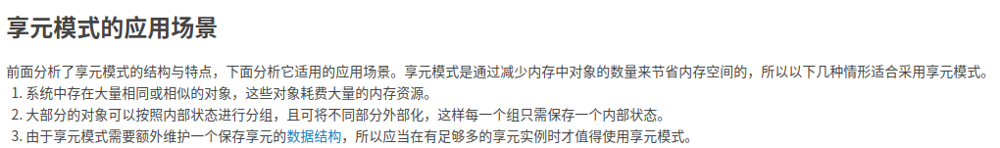 享元模式的应用场景
前面分析了享元模式的结构与特点，下面分析它适用的应用场景。享元模式是通过减少内存中对象的数量来节省内存空间的，所以以下几种情形适合采用享元模式。
1. 系统中存在大量相同或相似的对象，这些对象耗费大量的内存资源。
2. 大部分的对象可以按照内部状态进行分组，且可将不同部分外部化，这样每一个组只需保存一个内部状态。
3. 由于享元模式需要额外维护一个保存享元的数据结构，所以应当在有足够多的享元实例时才值得使用享元模式。